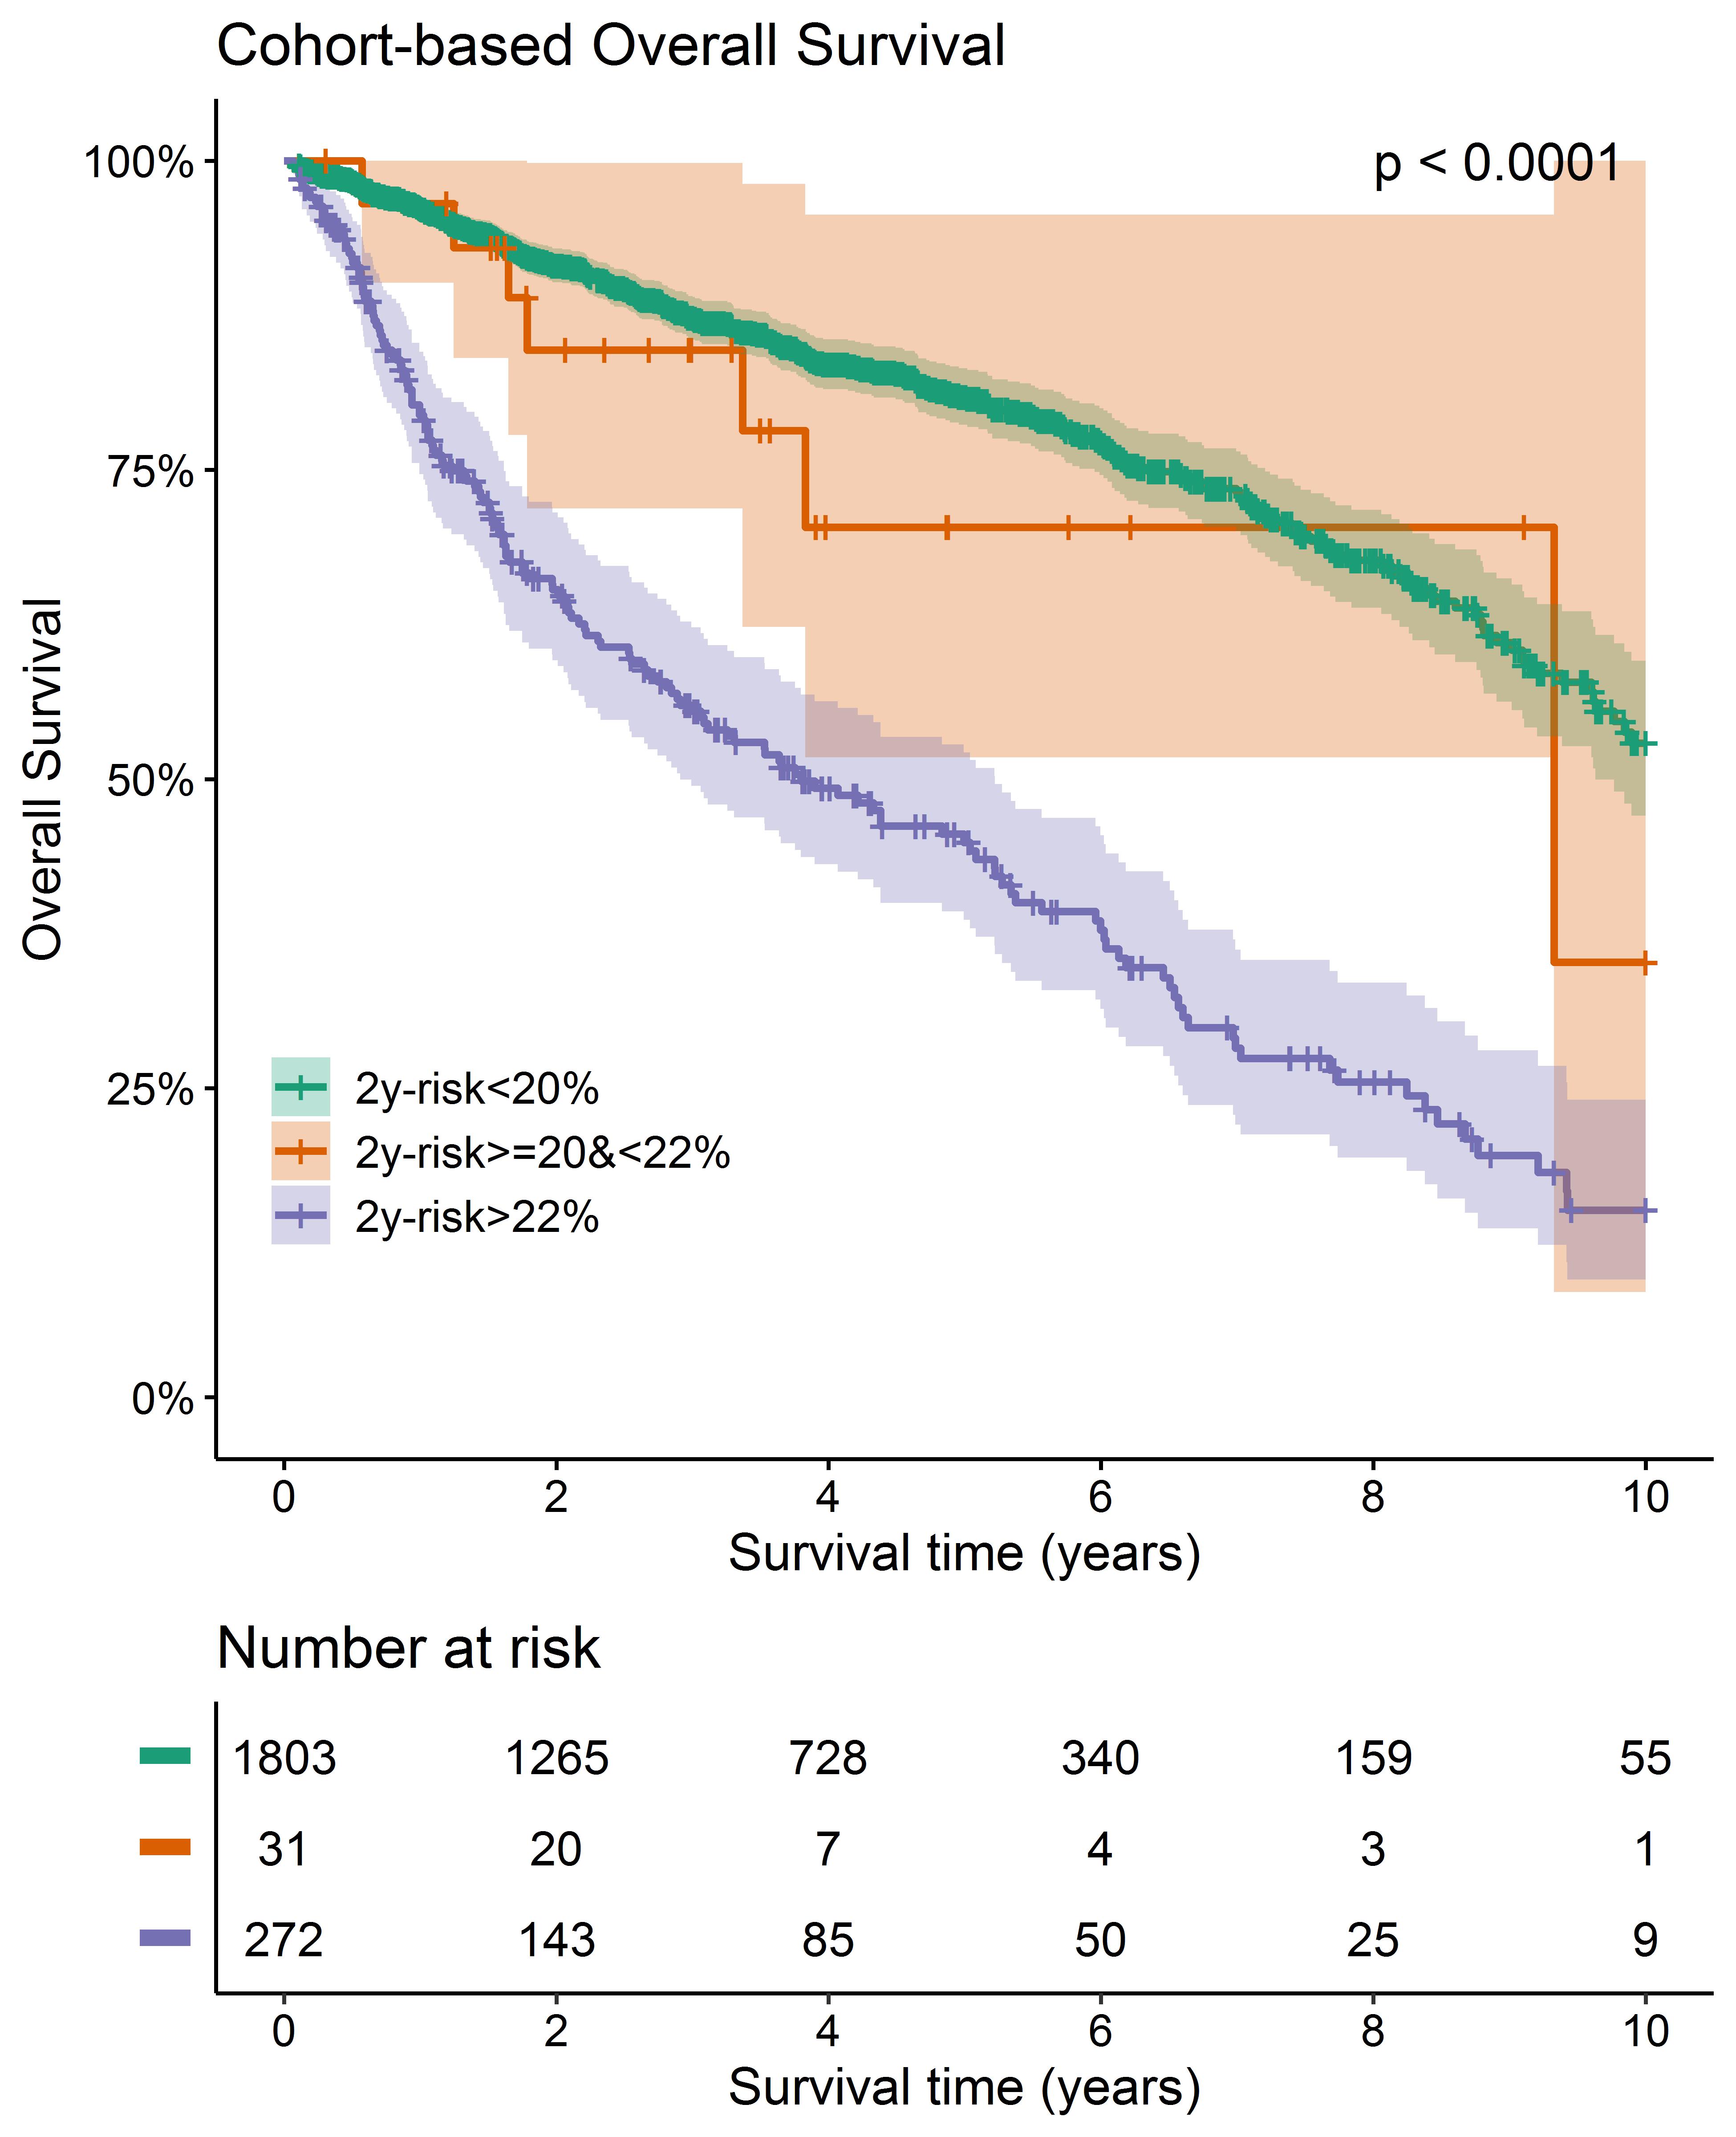 Cohort-based Overall Survival
p < 0.0001
100%
75%
50%
25%
0%
Overall Survival
2y-risk<20%
2y-risk>=20&<22%
2y-risk>22%
0 2 4 6 8 10
Survival time (years)
Number at risk
1803 1265 728 340 159 55
31 20 7 4 3 1
272 143 85 50 25 9
0 2 4 6 8 10
Survival time (years)